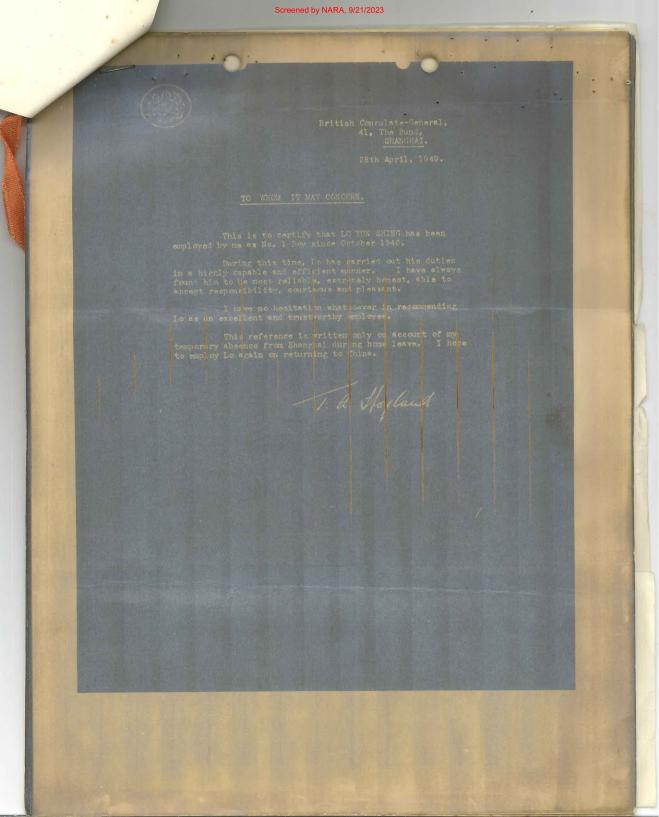 Screened by NARA, 9/21/2023
British Consulate-General,
41, The Bund,
SHANGHAI.
28th April, 1949.
TO WHOM IT MAY CONCERN.
This is to certify that LO YUN SHING has been
employed by me as No. 1 Boy since October 1946.
During this time, Lo has carried out his duties
in a highly capable and efficient manner. I have always
found him to be most reliable, extremely honest, able to
accept responsibility, courteous and pleasant.
I have no hesitation whatsoever in recommending
Lo as an excellent and trustworthy employee.
This reference is written only on account of my
temporary absence from Shanghai during home leave. I hope
to employ Lo again on returning to China.